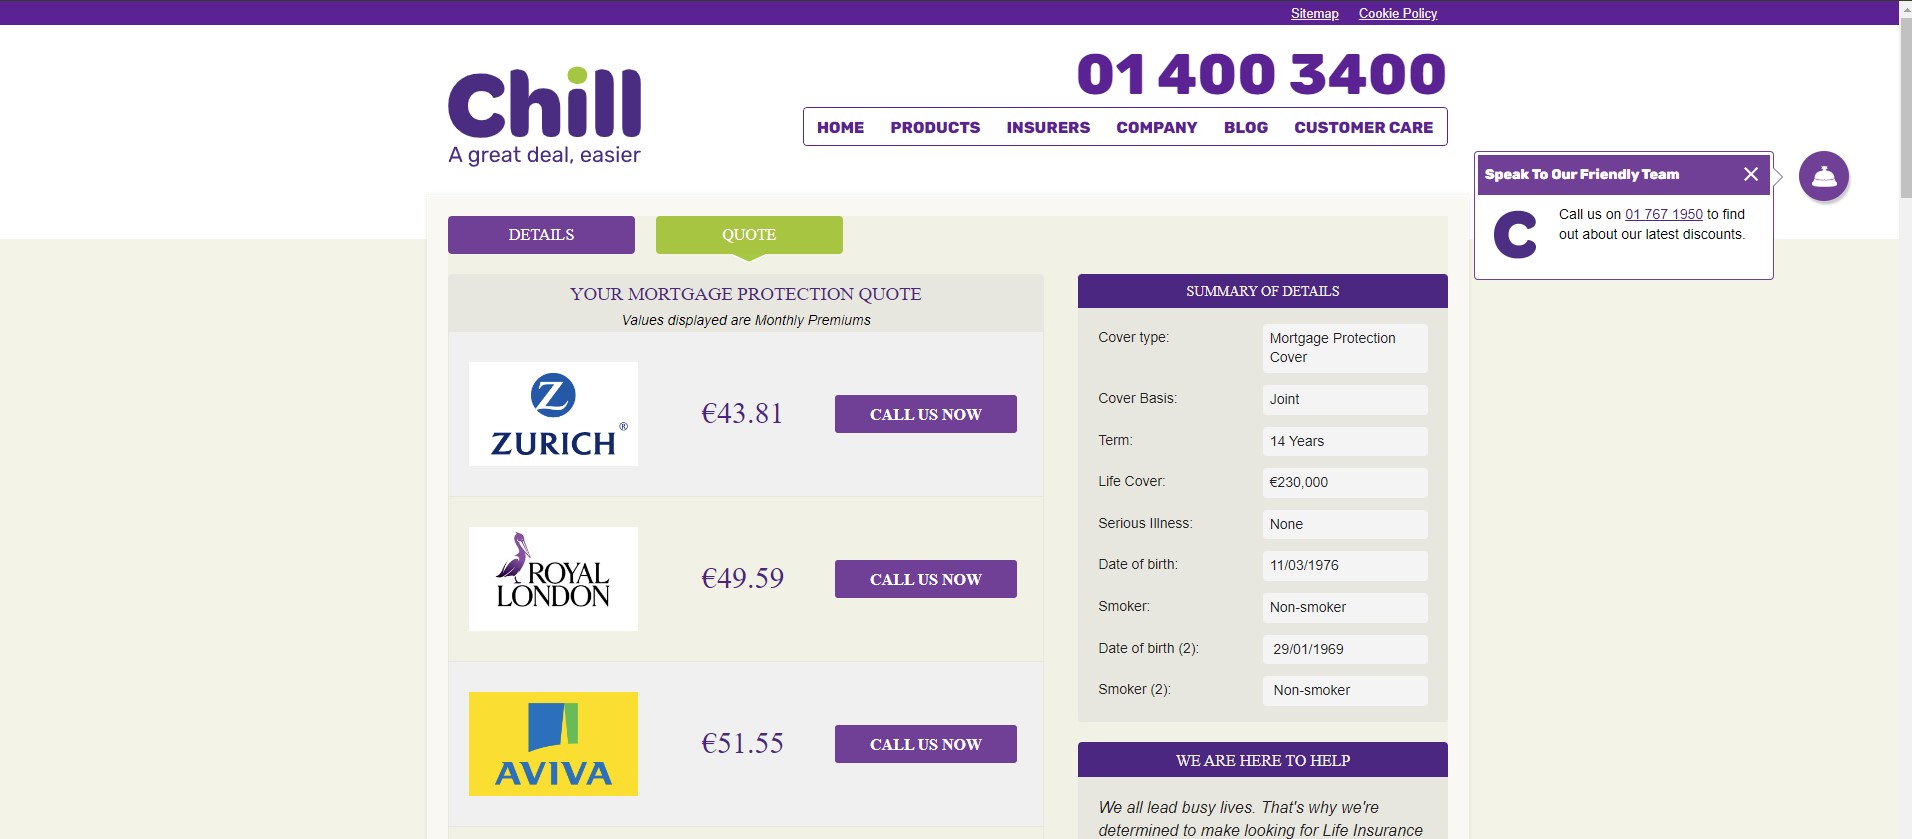 Sitemap Cookie Policy
Chill
A great deal, easier
01 400 3400
HOME PRODUCTS INSURERS COMPANY BLOG CUSTOMER CARE
Speak To Our Friendly Team
C
Call us on 01 767 1950 to find
out about our latest discounts.
DETAILS QUOTE
YOUR MORTGAGE PROTECTION QUOTE
Values displayed are Monthly Premiums
Z
ZURICH®
€43.81
CALL US NOW
ROYAL
LONDON
€49.59
CALL US NOW
AVIVA
€51.55
CALL US NOW
SUMMARY OF DETAILS
Cover type: Mortgage Protection
Cover
Cover Basis: Joint
Term: 14 Years
Life Cover: €230,000
Serious Illness: None
Date of birth: 11/03/1976
Smoker: Non-smoker
Date of birth (2): 29/01/1969
Smoker (2): Non-smoker
WE ARE HERE TO HELP
We all lead busy lives. That's why we're
determined to make looking for Life Insurance